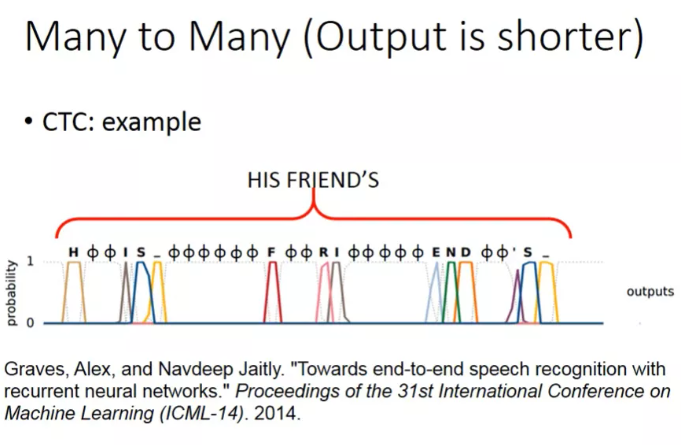 Many to Many (Output is shorter)
• CTC: example
HIS FRIEND'S
H ϕ ϕ I S _ ϕ ϕ ϕ ϕ ϕ ϕ F ϕ ϕ R I ϕ ϕ ϕ ϕ ϕ E N D ϕ ϕ ' S _
1
probability
outputs
0
Graves, Alex, and Navdeep Jaitly. "Towards end-to-end speech recognition with
recurrent neural networks." Proceedings of the 31st International Conference on
Machine Learning (ICML-14). 2014.